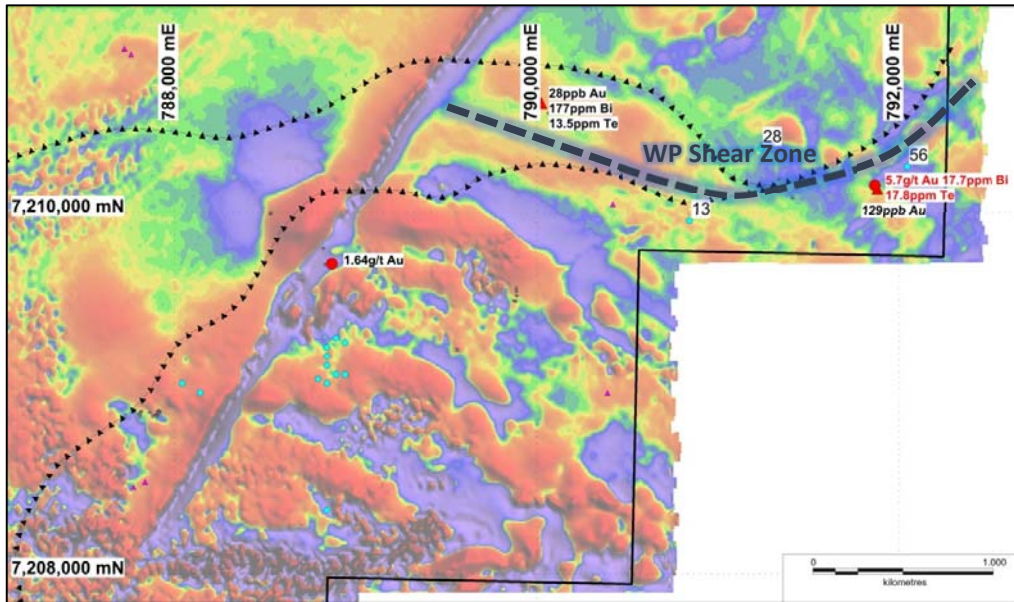 788,000 mE
790,000 mE
792,000 mE
28ppb Au
177ppm Bi
13.5ppm Te
28
WP Shear Zone
56
5.7g/t Au 17.7ppm Bi
17.8ppm Te
129ppb Au
7,210,000 mN
13
1.64g/t Au
7,208,000 mN
0
1.000
kilometres